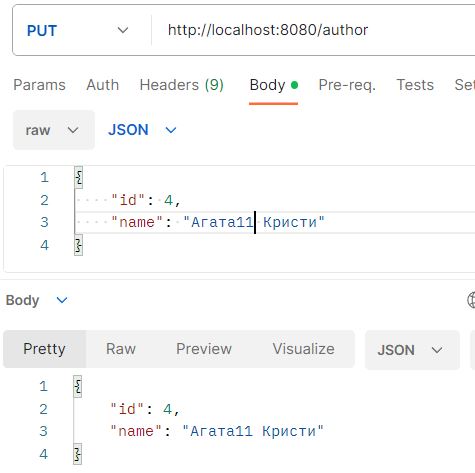 PUT http://localhost:8080/author
Params Auth Headers (9) Body Pre-req. Tests Set
raw JSON
1 {
2 "id": 4,
3 "name": "Агата11 Кристи"
4 }
Body
Pretty Raw Preview Visualize JSON
1 {
2 "id": 4,
3 "name": "Агата11 Кристи"
4 }